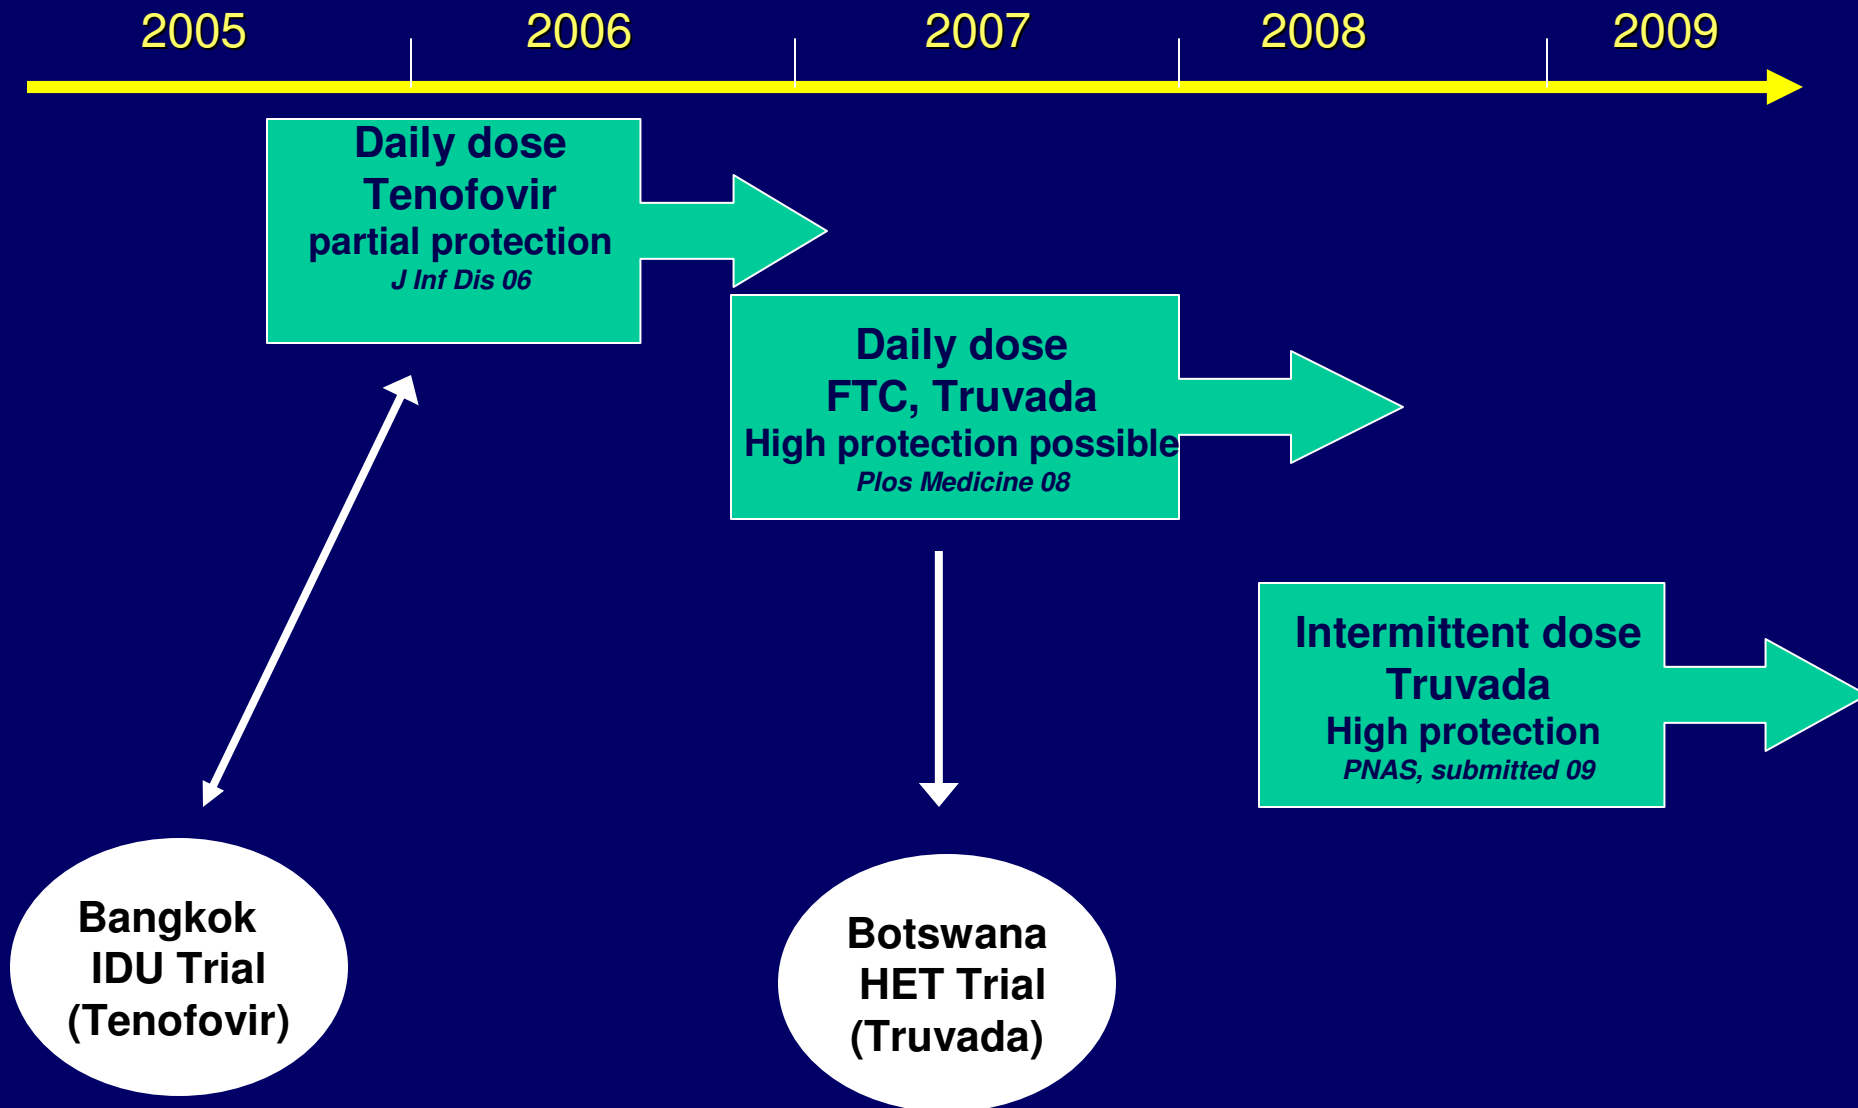 2005 2006 2007 2008 2009
Daily dose
Tenofovir
partial protection
J Inf Dis 06
Daily dose
FTC, Truvada
High protection possible
Plos Medicine 08
Intermittent dose
Truvada
High protection
PNAS, submitted 09
Bangkok
IDU Trial
(Tenofovir)
Botswana
HET Trial
(Truvada)